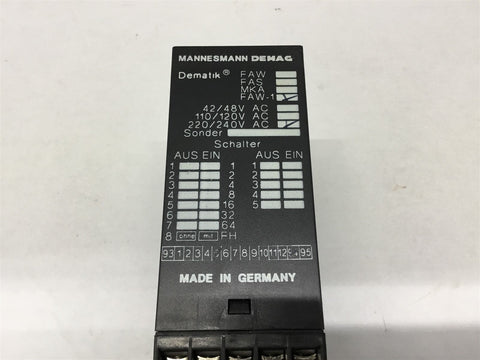 MANNESMANN DEMAG
Dematik® FAW
FAS
MKA
FAW-1
42/48V AC
110/120V AC
220/240V AC
Sonder
Schalter
AUS EIN AUS EIN
1 1 1
2 2 2
3 4 3
4 8 4
5 16 5
6 32
7 64
8 ohne mit FH
93 1 2 3 4 5 6 7 8 9 10 11 12 95
MADE IN GERMANY